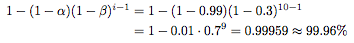 1 − (1 − α)(1 − β)^{i−1} = 1 − (1 − 0.99)(1 − 0.3)^{10−1}
= 1 − 0.01 · 0.7^9 = 0.99959 ≈ 99.96%